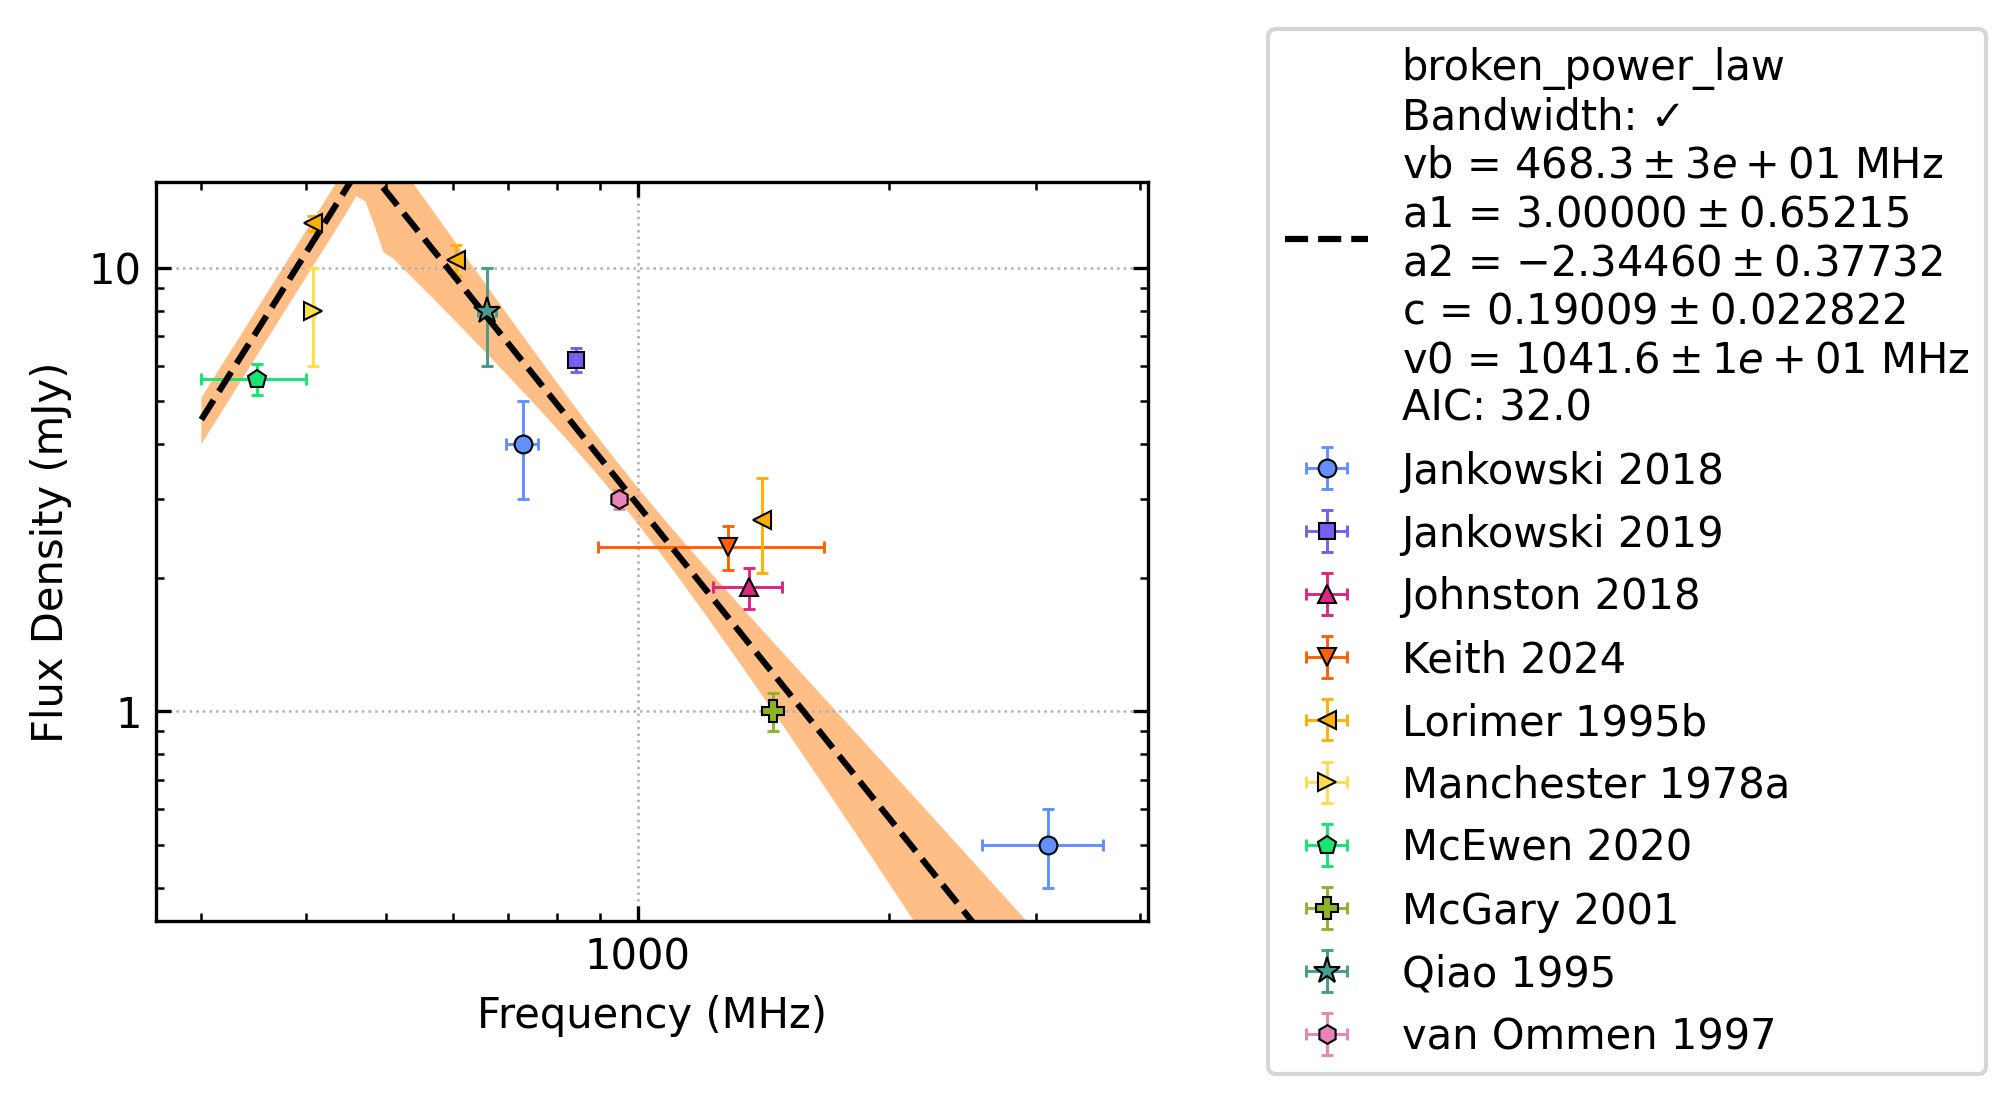 broken_power_law
Bandwidth: ✓
vb = 468.3 ± 3e + 01 MHz
a1 = 3.00000 ± 0.65215
a2 = −2.34460 ± 0.37732
c = 0.19009 ± 0.022822
v0 = 1041.6 ± 1e + 01 MHz
AIC: 32.0
Jankowski 2018
Jankowski 2019
Johnston 2018
Keith 2024
Lorimer 1995b
Manchester 1978a
McEwen 2020
McGary 2001
Qiao 1995
van Ommen 1997
Flux Density (mJy)
10
1
1000
Frequency (MHz)